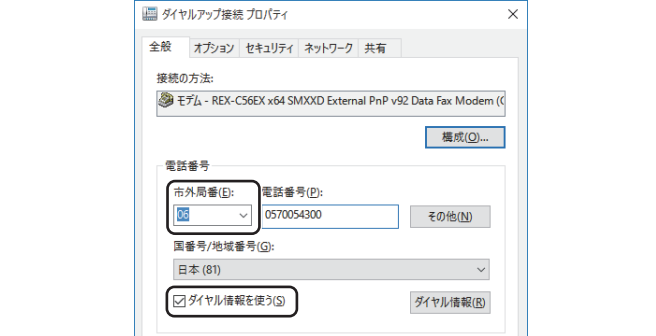 ダイヤルアップ接続 プロパティ
全般 オプション セキュリティ ネットワーク 共有
接続の方法:
モデム - REX-C56EX x64 SMXXD External PnP v92 Data Fax Modem (C
構成(O)...
電話番号
市外局番(E): 電話番号(P):
06 0570054300 その他(N)
国番号/地域番号(G):
日本 (81)
ダイヤル情報を使う(S) ダイヤル情報(R)